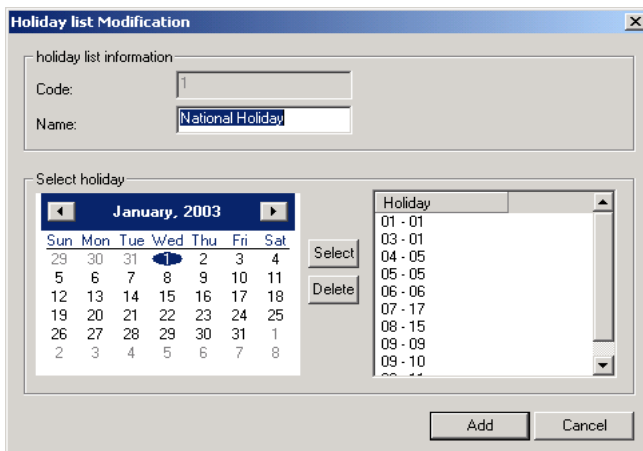 Holiday list Modification
holiday list information
Code:
1
Name:
National Holiday
Select holiday
January, 2003
Sun Mon Tue Wed Thu Fri Sat
29 30 31 1 2 3 4
5 6 7 8 9 10 11
12 13 14 15 16 17 18
19 20 21 22 23 24 25
26 27 28 29 30 31 1
2 3 4 5 6 7 8
Select
Delete
Holiday
01 - 01
03 - 01
04 - 05
05 - 05
06 - 06
07 - 17
08 - 15
09 - 09
09 - 10
Add
Cancel